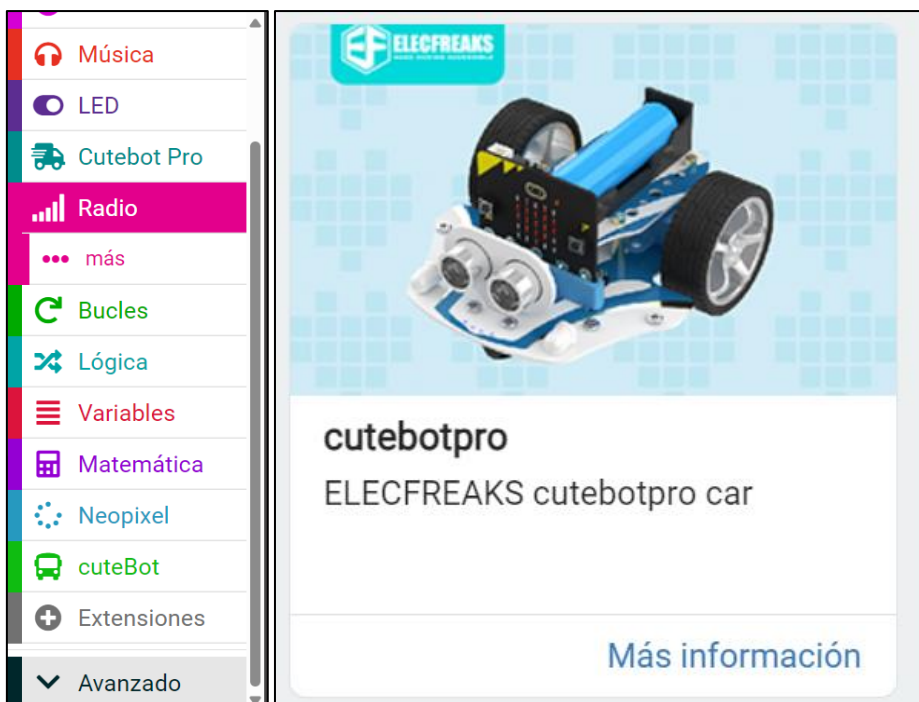 Música
LED
Cutebot Pro
Radio
más
Bucles
Lógica
Variables
Matemática
Neopixel
cuteBot
Extensiones
Avanzado
EF ELECFREAKS
cutebotpro
ELECFREAKS cutebotpro car
Más información